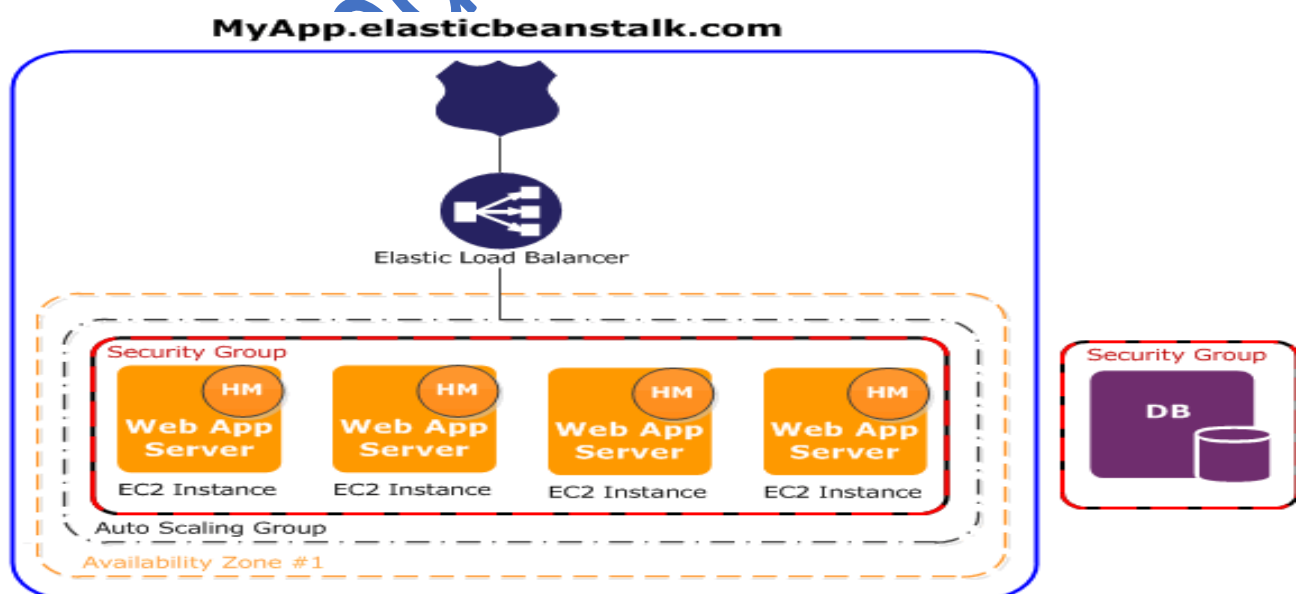 MyApp.elasticbeanstalk.com
Elastic Load Balancer
Security Group
HM
HM
HM
HM
Web App
Server
Web App
Server
Web App
Server
Web App
Server
EC2 Instance
EC2 Instance
EC2 Instance
EC2 Instance
Auto Scaling Group
Availability Zone #1
Security Group
DB